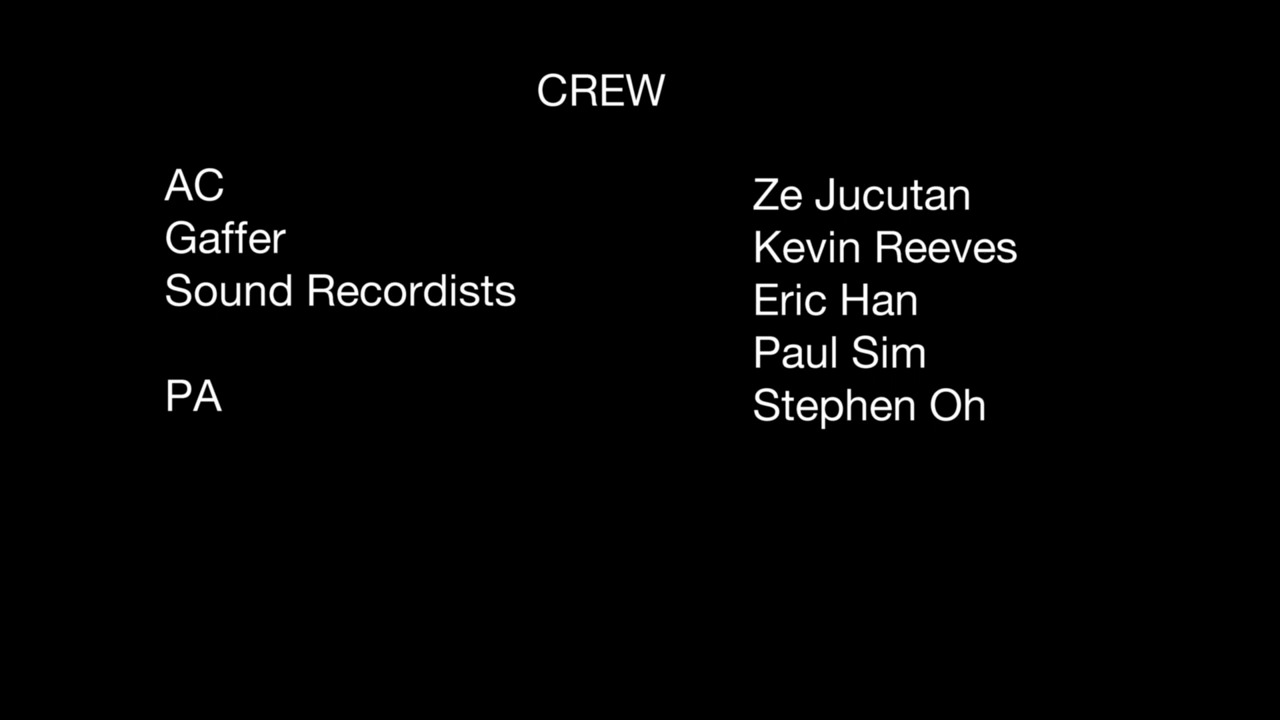 CREW
AC
Ze Jucutan
Gaffer
Kevin Reeves
Sound Recordists
Eric Han
Paul Sim
PA
Stephen Oh